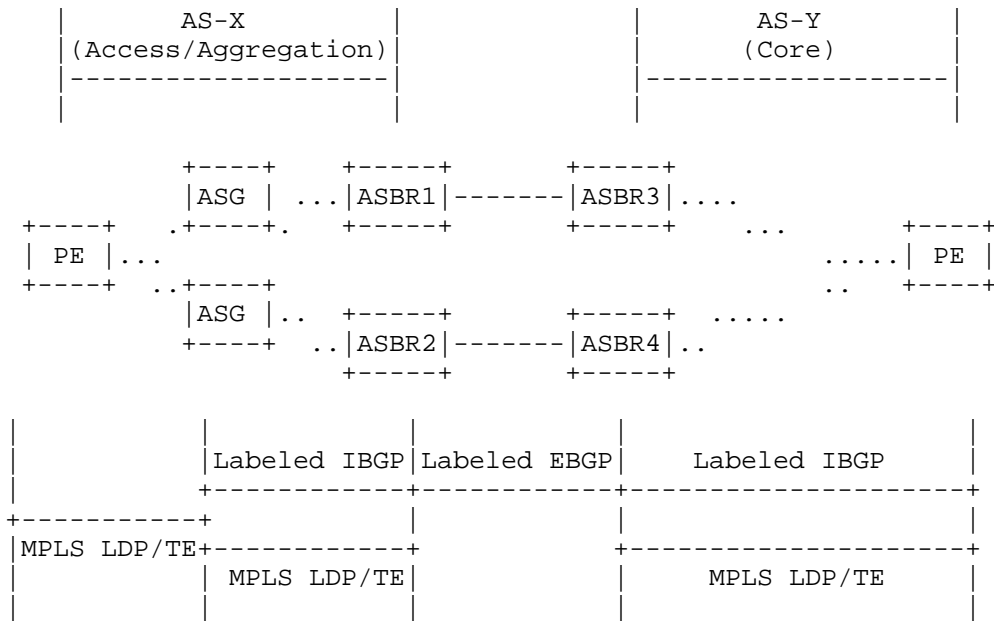 AS-X AS-Y
(Access/Aggregation) (Core)
ASG ... ASBR1 ASBR3 ....
PE ... ..... PE
ASG .. ASBR2 ASBR4 ..
Labeled IBGP Labeled EBGP Labeled IBGP
MPLS LDP/TE
MPLS LDP/TE MPLS LDP/TE